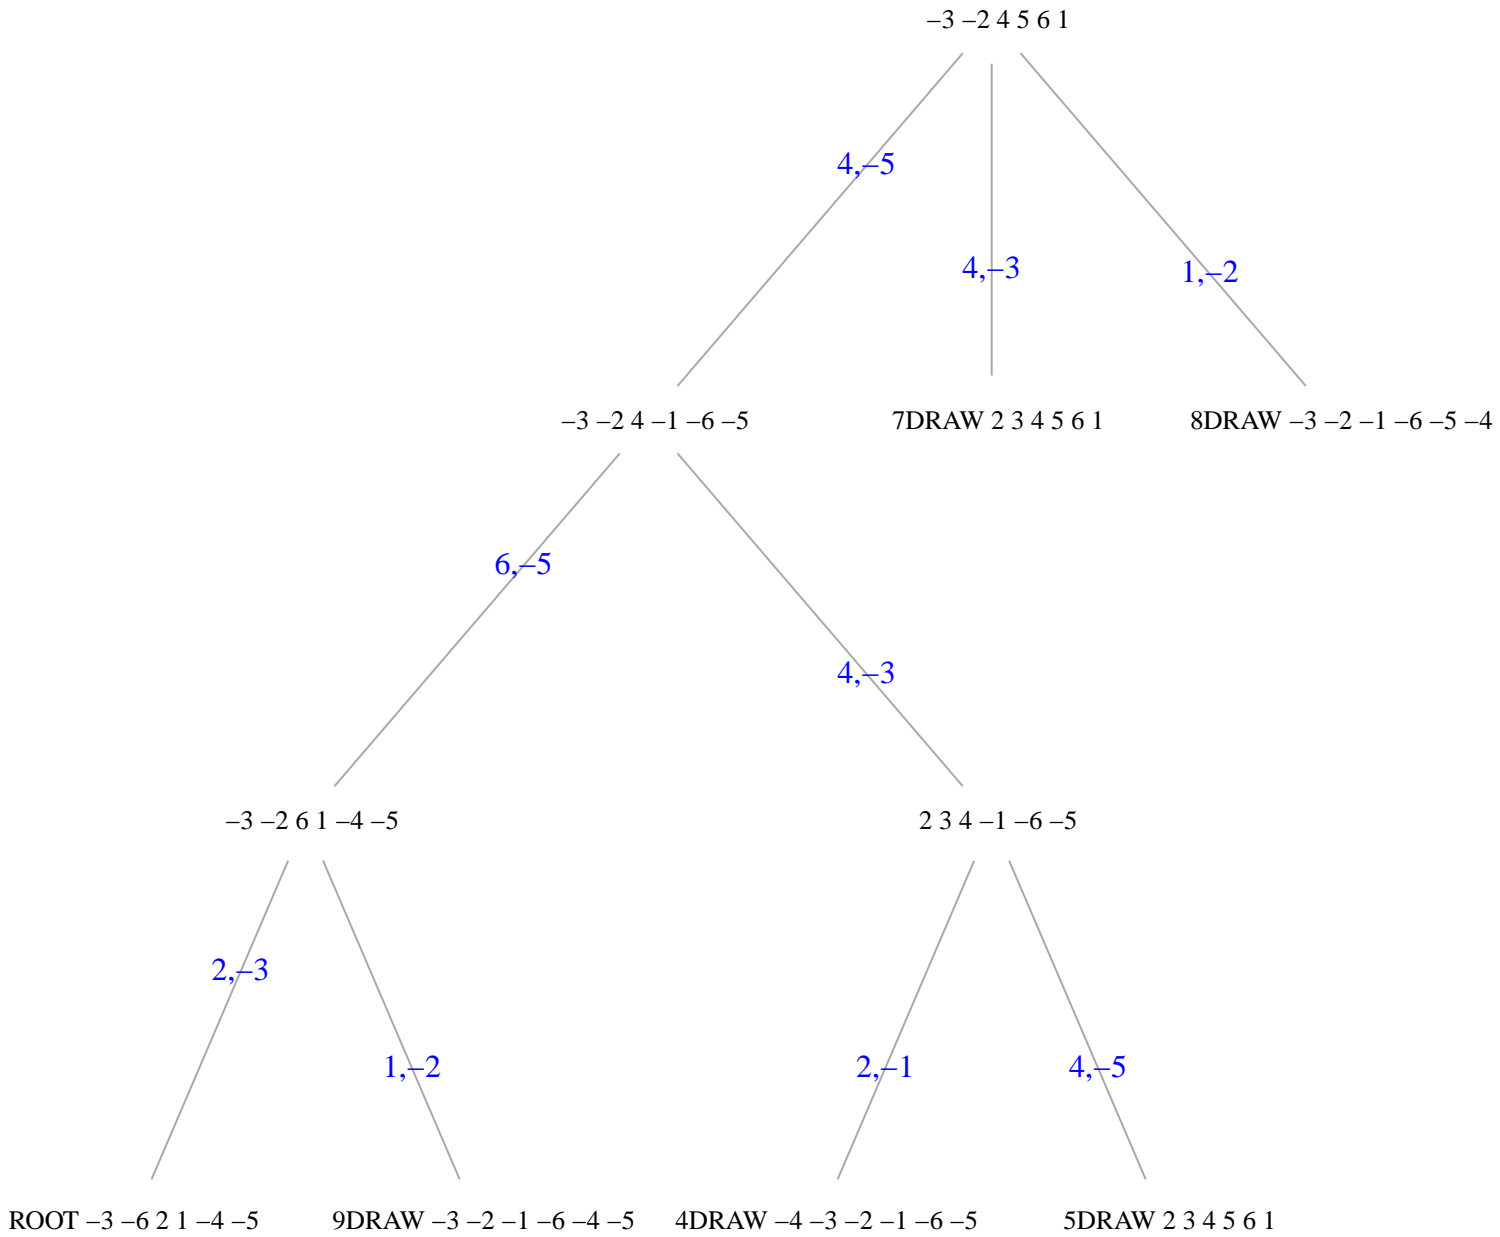 –3 –2 4 5 6 1
4,–5
4,–3
1,–2
–3 –2 4 –1 –6 –5
7DRAW 2 3 4 5 6 1
8DRAW –3 –2 –1 –6 –5 –4
6,–5
4,–3
–3 –2 6 1 –4 –5
2 3 4 –1 –6 –5
2,–3
1,–2
2,–1
4,–5
ROOT –3 –6 2 1 –4 –5
9DRAW –3 –2 –1 –6 –4 –5
4DRAW –4 –3 –2 –1 –6 –5
5DRAW 2 3 4 5 6 1